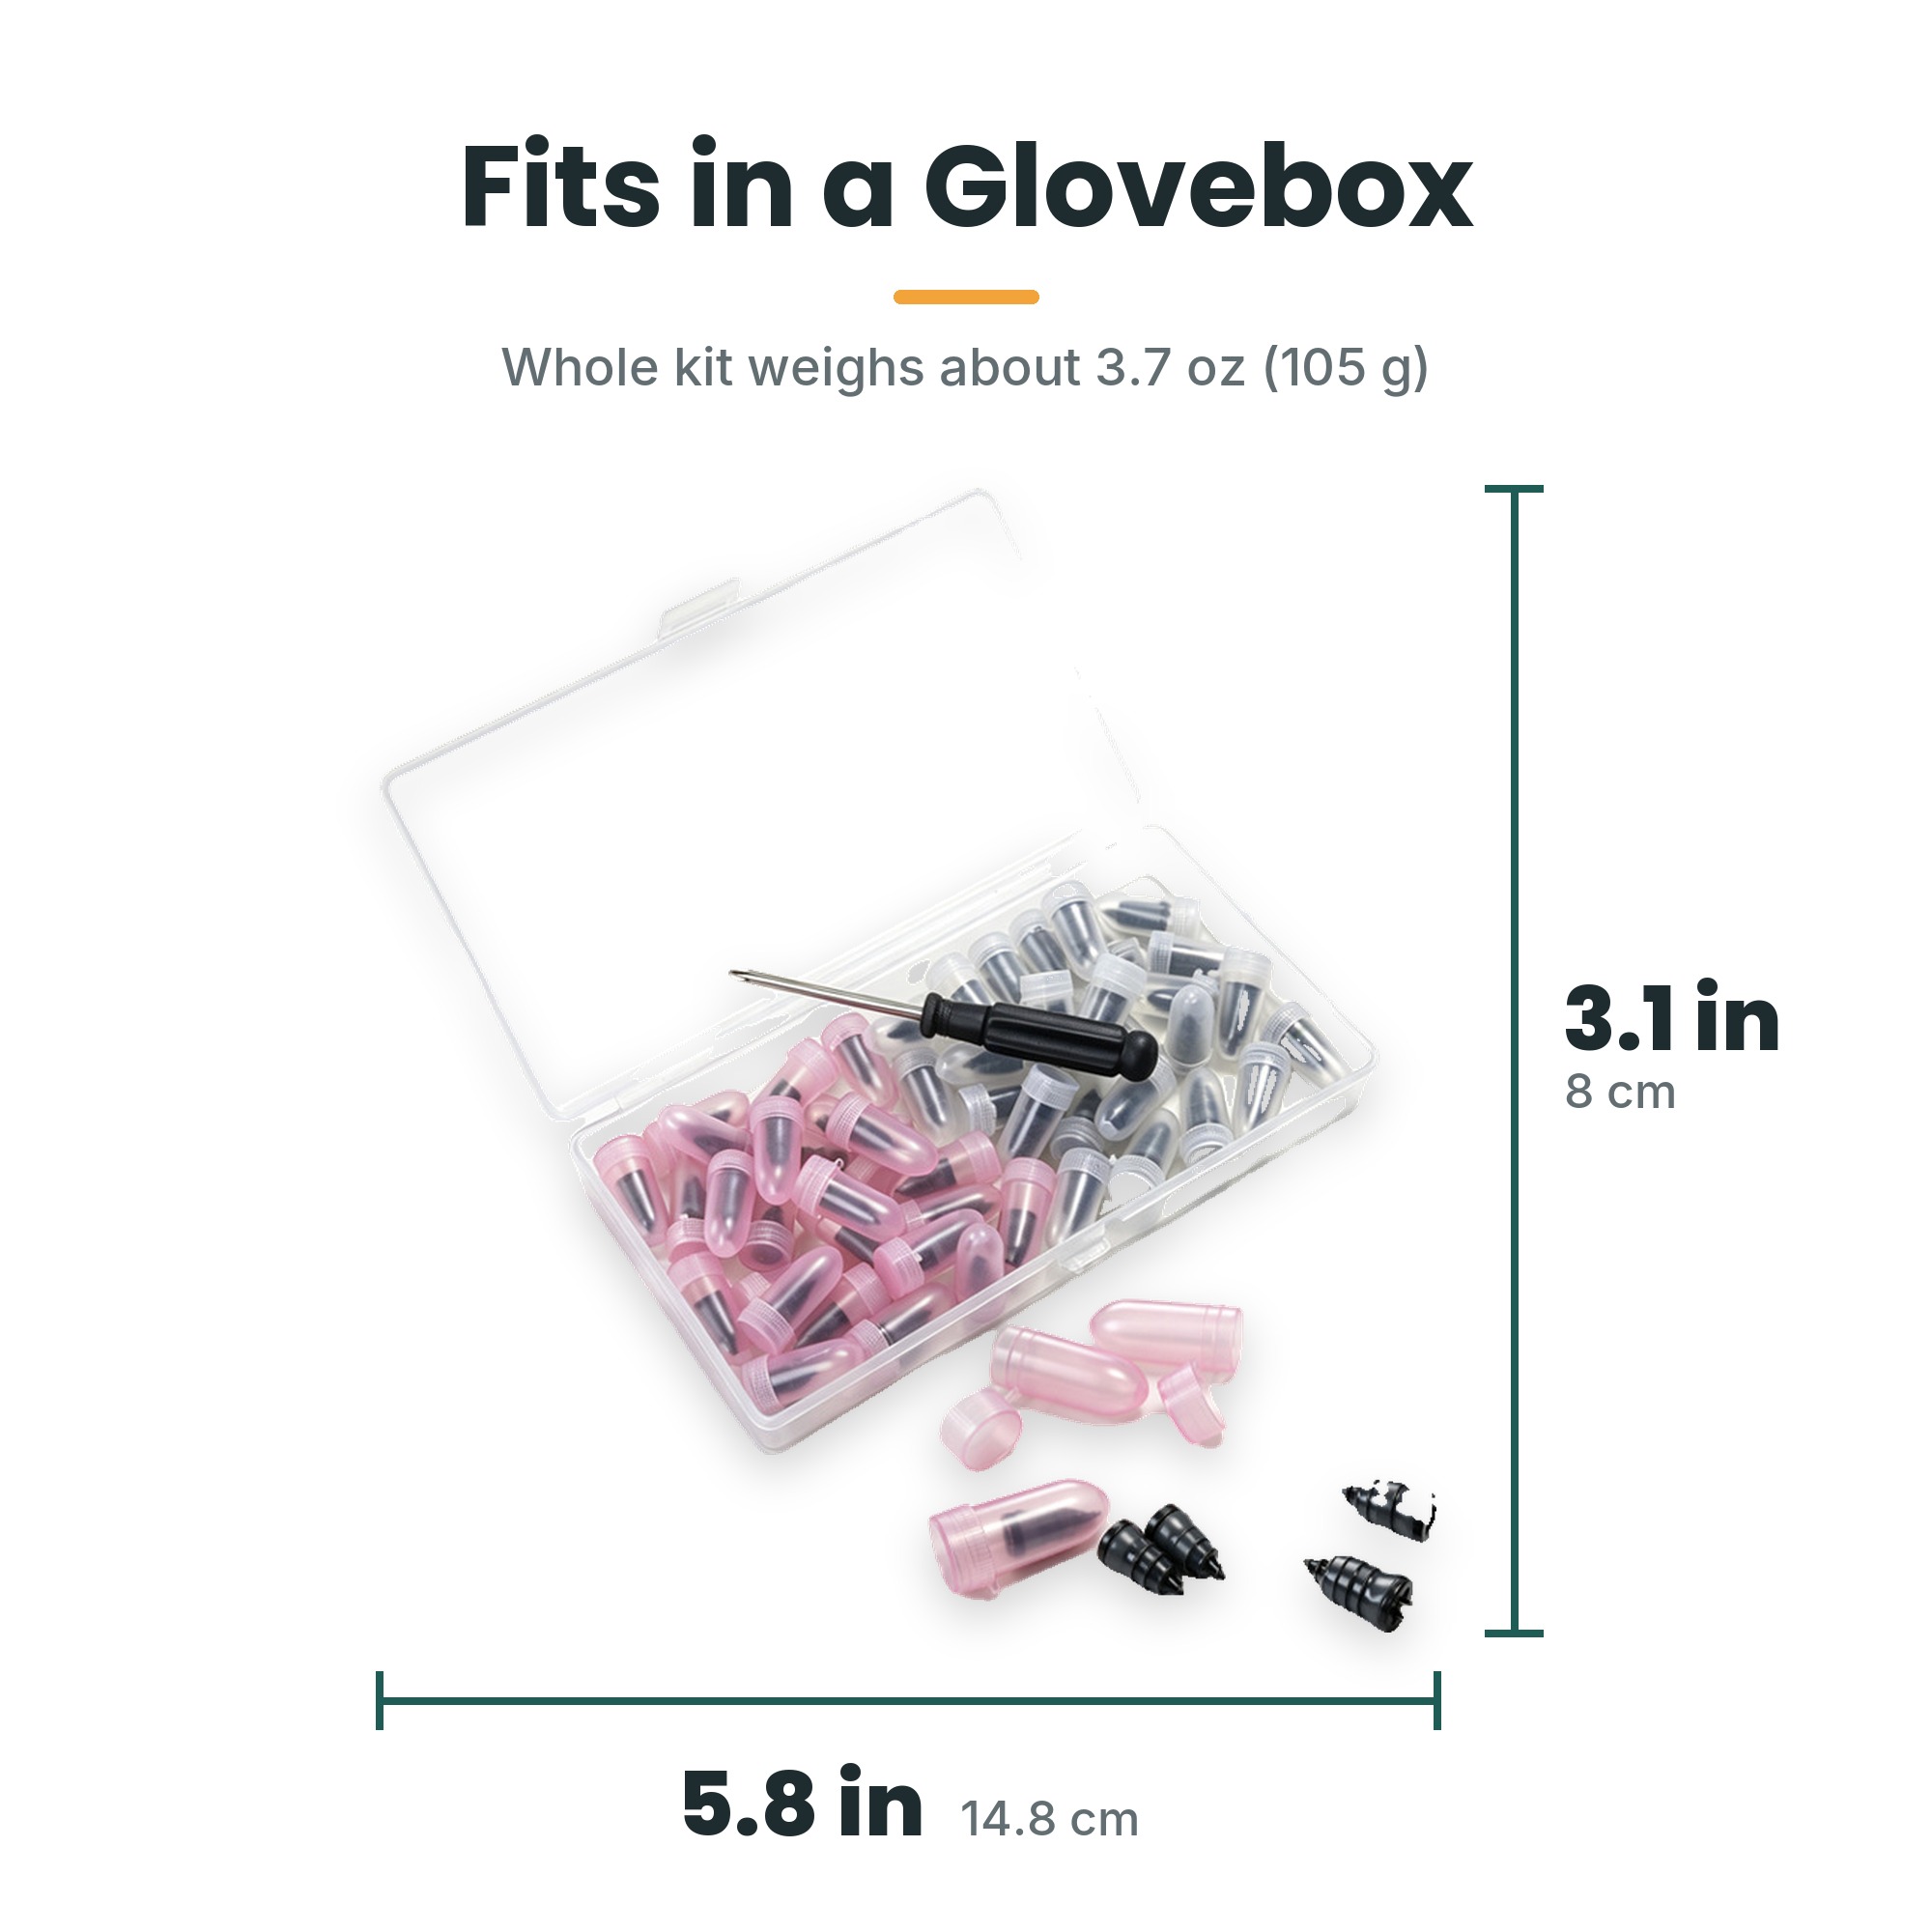 Fits in a Glovebox
Whole kit weighs about 3.7 oz (105 g)
3.1 in
8 cm
5.8 in 14.8 cm